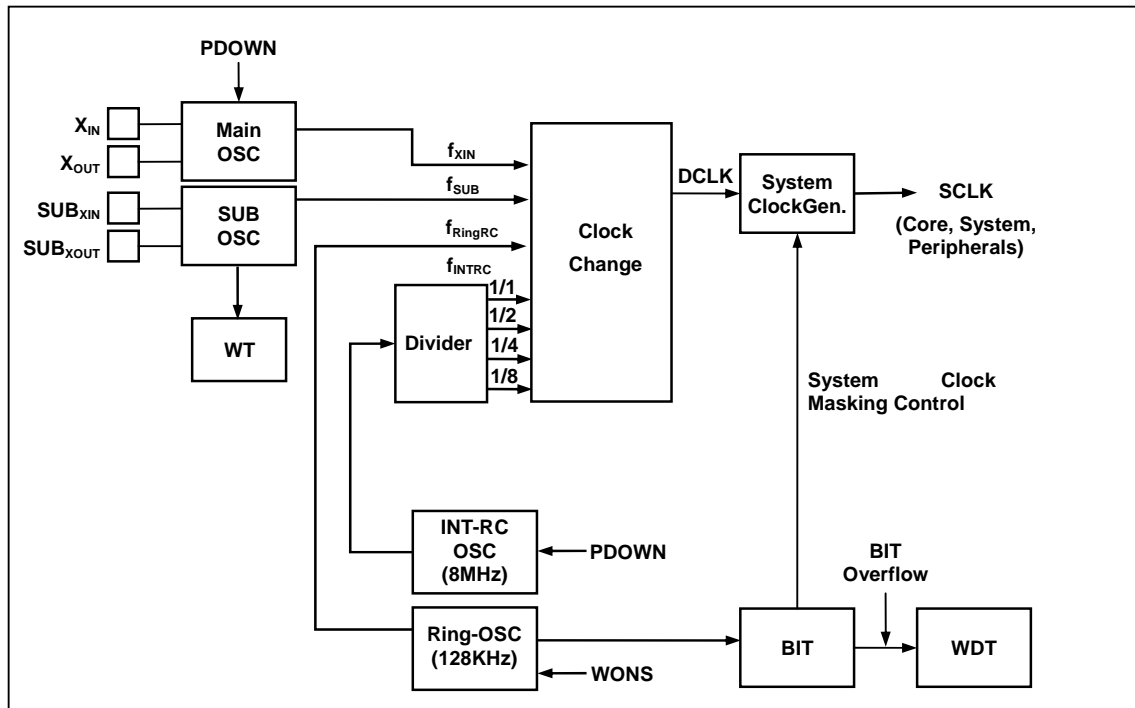 PDOWN
XIN
XOUT
Main
OSC
SUBXIN
SUBXOUT
SUB
OSC
WT
fXIN
fSUB
fRingRC
fINTRC
Divider
1/1
1/2
1/4
1/8
Clock
Change
DCLK
System
ClockGen.
SCLK
(Core, System,
Peripherals)
System Clock
Masking Control
INT-RC
OSC
(8MHz)
PDOWN
Ring-OSC
(128KHz)
WONS
BIT
BIT
Overflow
WDT